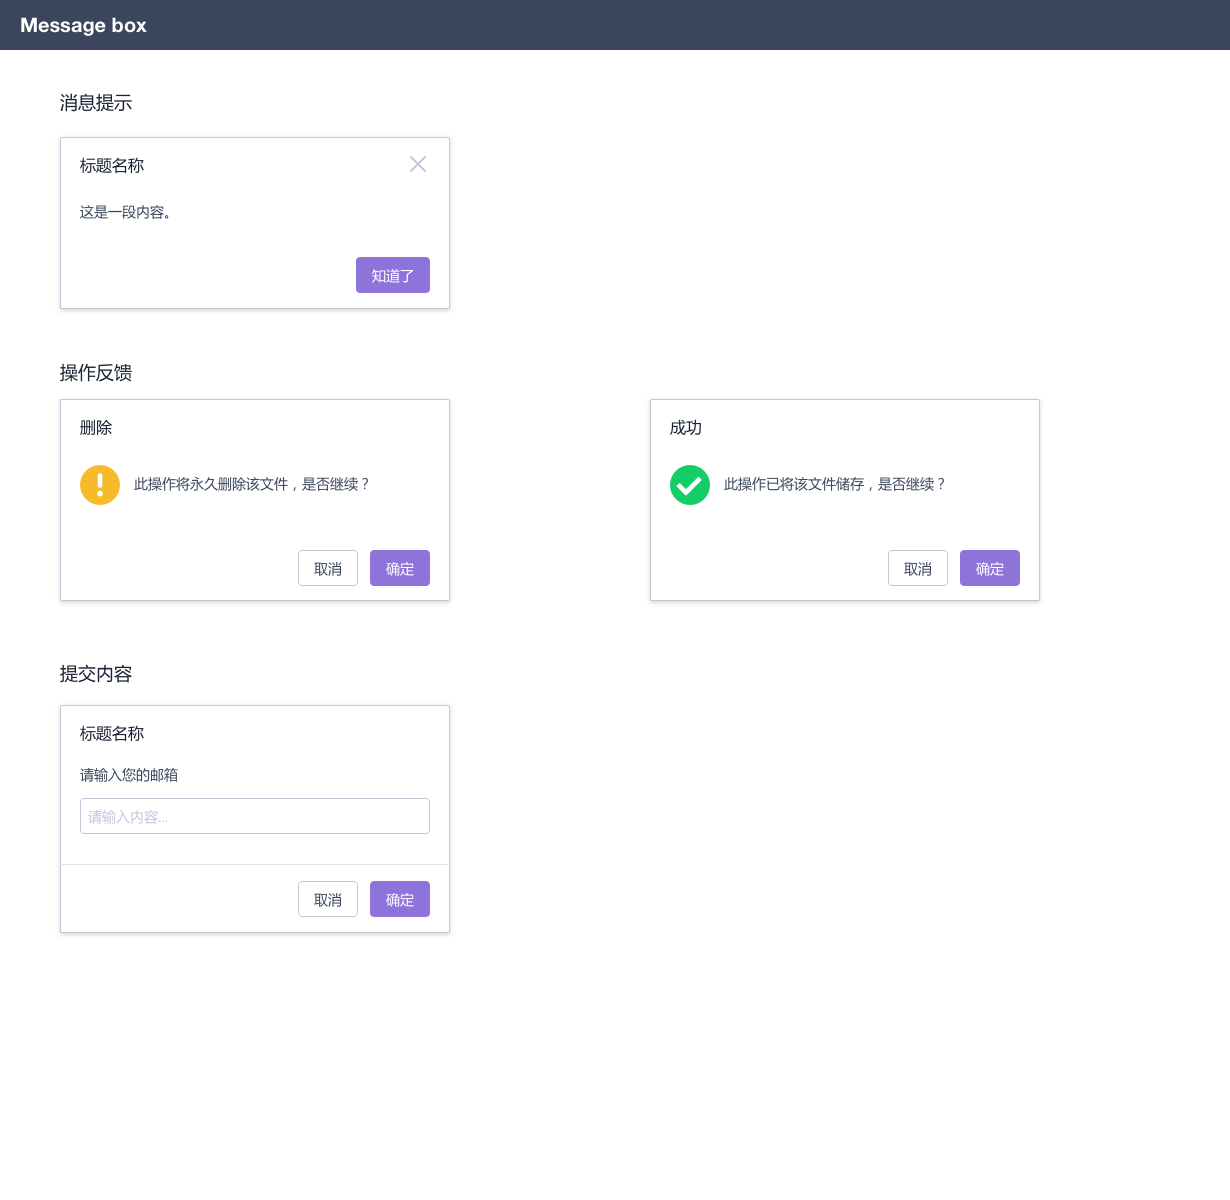 Message box
消息提示
标题名称
这是一段内容。
知道了
操作反馈
删除
此操作将永久删除该文件，是否继续？
取消 确定
成功
此操作已将该文件储存，是否继续？
取消 确定
提交内容
标题名称
请输入您的邮箱
请输入内容...
取消 确定